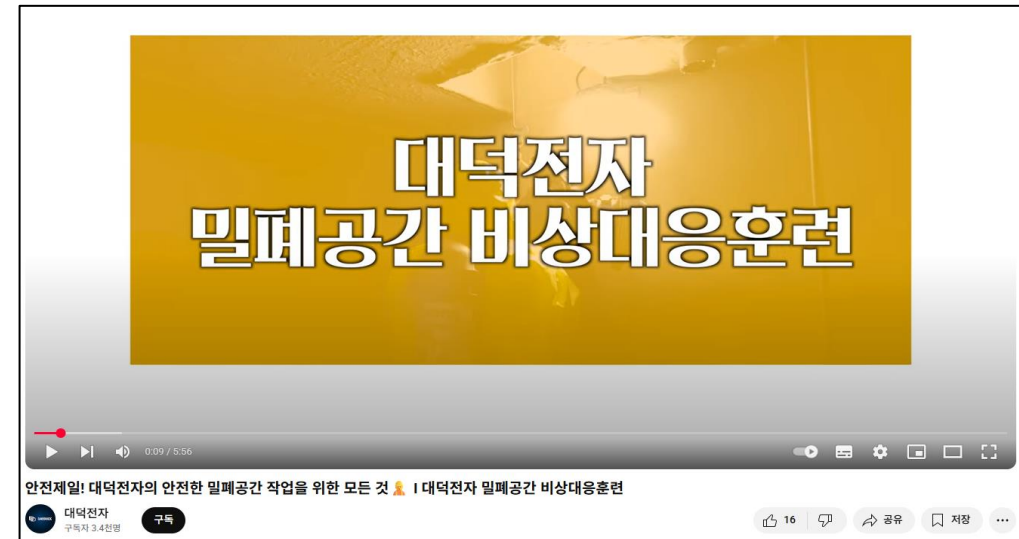 대덕전자
밀폐공간 비상대응훈련
0:09 / 5:56
안전제일! 대덕전자의 안전한 밀폐공간 작업을 위한 모든 것 I 대덕전자 밀폐공간 비상대응훈련
대덕전자
구독자 3.4천명
구독
16
공유
저장